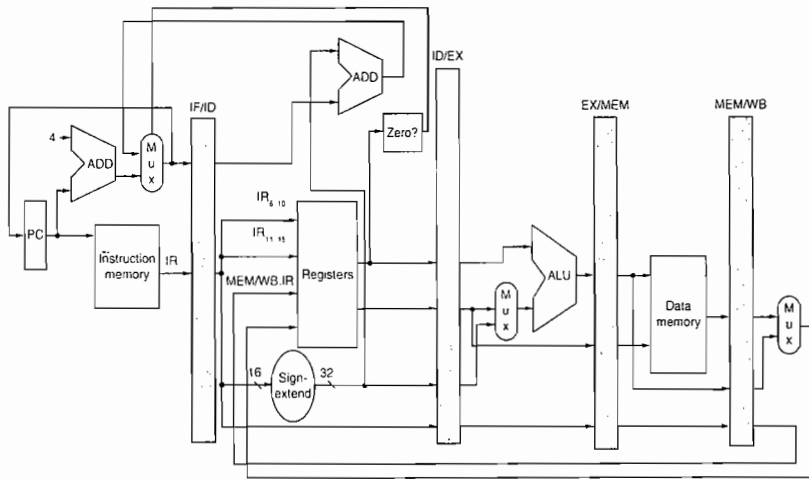 ID/EX
ADD
IF/ID
EX/MEM
MEM/WB
Zero?
4
ADD
M
u
x
PC
Instruction
memory
IR
IR6..10
IR11..15
MEM/WB.IR
Registers
M
u
x
ALU
Data
memory
M
u
x
16
Sign-
extend
32